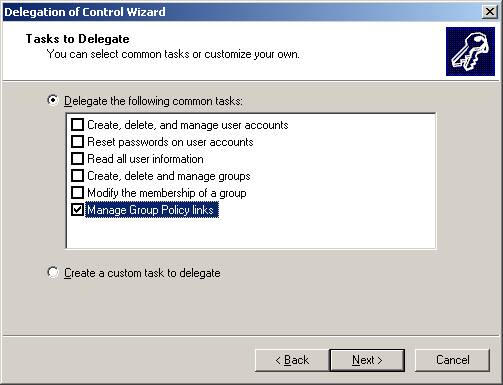 Delegation of Control Wizard
Tasks to Delegate
You can select common tasks or customize your own.
Delegate the following common tasks:
Create, delete, and manage user accounts
Reset passwords on user accounts
Read all user information
Create, delete and manage groups
Modify the membership of a group
Manage Group Policy links
Create a custom task to delegate
< Back Next > Cancel